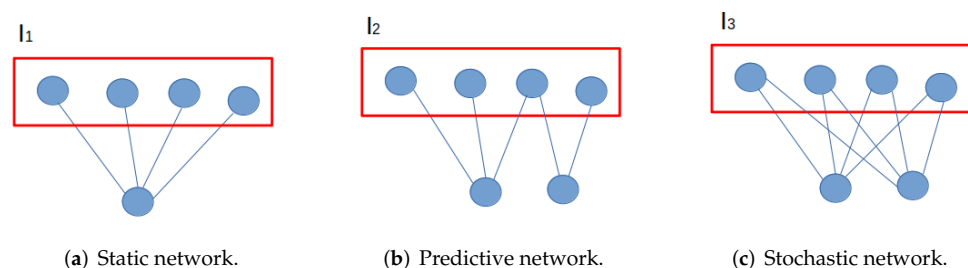 I1
I2
I3
(a) Static network.
(b) Predictive network.
(c) Stochastic network.